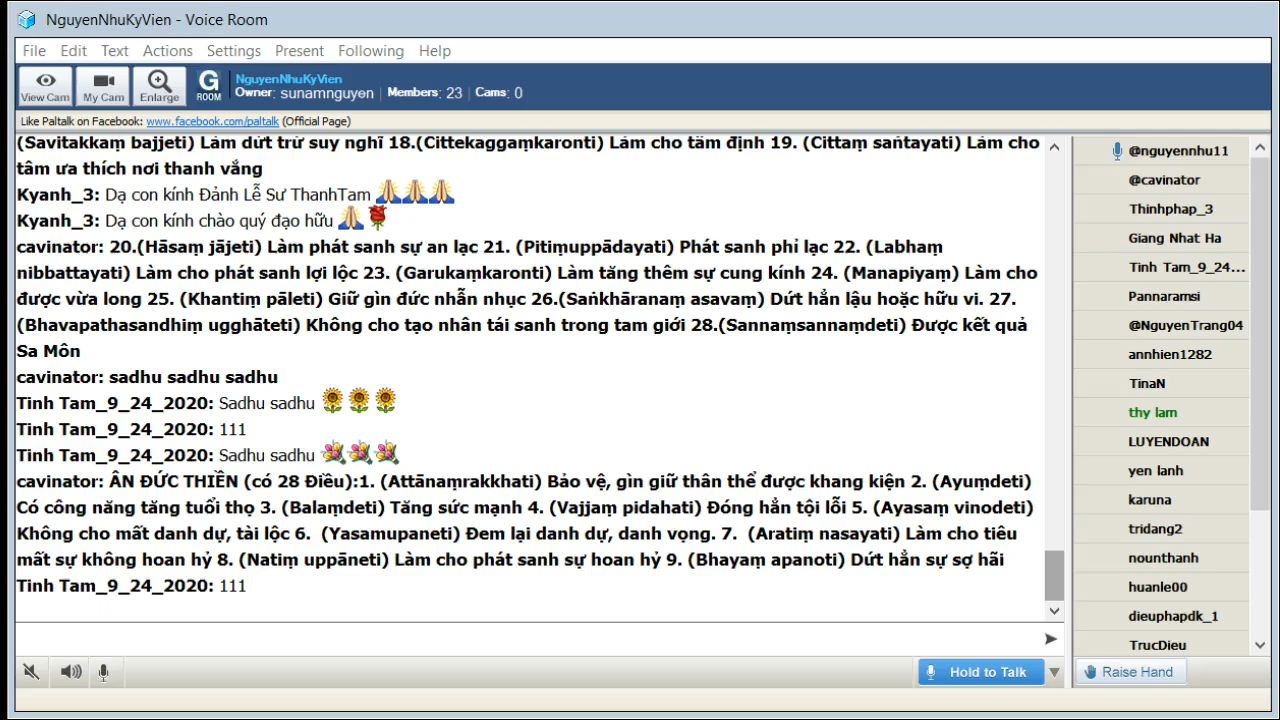 NguyenNhuKyVien - Voice Room
File Edit Text Actions Settings Present Following Help
View Cam My Cam Enlarge G ROOM NguyenNhuKyVien
Owner: sunamnguyen Members: 23 Cams: 0
Like Paltalk on Facebook: www.facebook.com/paltalk (Official Page)
(Savitakkaṃ bajjeti) Làm dứt trừ suy nghĩ 18.(Cittekaggaṃkaronti) Làm cho tâm định 19. (Cittaṃ saṅtayati) Làm cho
tâm ưa thích nơi thanh vắng
Kyanh_3: Dạ con kính Đảnh Lễ Sư ThanhTam
Kyanh_3: Dạ con kính chào quý đạo hữu
cavinator: 20.(Hāsaṃ jājeti) Làm phát sanh sự an lạc 21. (Pitiṃuppādayati) Phát sanh phỉ lạc 22. (Labhaṃ
nibbattayati) Làm cho phát sanh lợi lộc 23. (Garukaṃkaronti) Làm tăng thêm sự cung kính 24. (Manapiyaṃ) Làm cho
được vừa long 25. (Khantiṃ pāleti) Giữ gìn đức nhẫn nhục 26.(Saṅkhāranaṃ asavaṃ) Dứt hẳn lậu hoặc hữu vi. 27.
(Bhavapathasandhiṃ ugghāteti) Không cho tạo nhân tái sanh trong tam giới 28.(Sannaṃsannaṃdeti) Được kết quả
Sa Môn
cavinator: sadhu sadhu sadhu
Tinh Tam_9_24_2020: Sadhu sadhu
Tinh Tam_9_24_2020: 111
Tinh Tam_9_24_2020: Sadhu sadhu
cavinator: ÂN ĐỨC THIỀN (có 28 Điều):1. (Attānaṃrakkhati) Bảo vệ, gìn giữ thân thể được khang kiện 2. (Ayuṃdeti)
Có công năng tăng tuổi thọ 3. (Balaṃdeti) Tăng sức mạnh 4. (Vajjaṃ pidahati) Đóng hẳn tội lỗi 5. (Ayasaṃ vinodeti)
Không cho mất danh dự, tài lộc 6. (Yasamupaneti) Đem lại danh dự, danh vọng. 7. (Aratiṃ nasayati) Làm cho tiêu
mất sự không hoan hỷ 8. (Natiṃ uppāneti) Làm cho phát sanh sự hoan hỷ 9. (Bhayaṃ apanoti) Dứt hẳn sự sợ hãi
Tinh Tam_9_24_2020: 111
@nguyennhu11
@cavinator
Thinhphap_3
Giang Nhat Ha
Tinh Tam_9_24...
Pannaramsi
@NguyenTrang04
annhien1282
TinaN
thy lam
LUYENDOAN
yen lanh
karuna
tridang2
nounthanh
huanle00
dieuphapdk_1
TrucDieu
Hold to Talk
Raise Hand